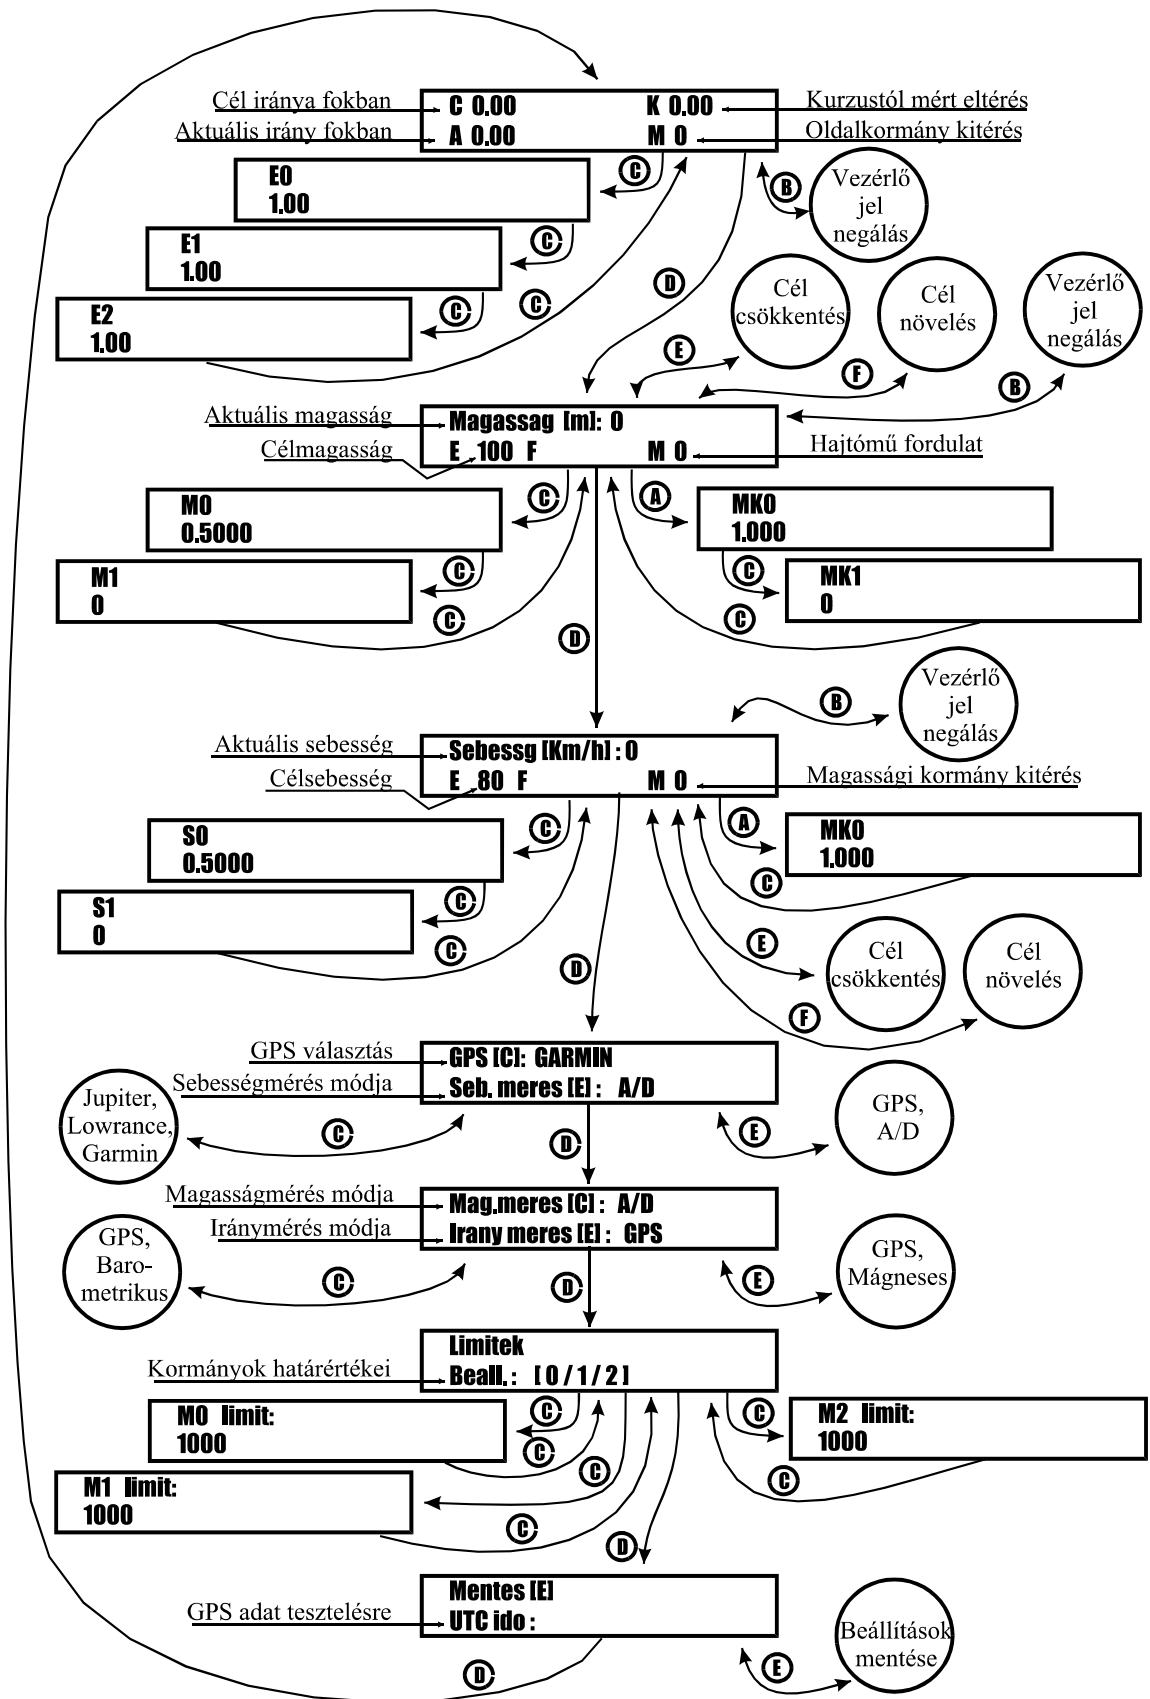 Cél iránya fokban
C 0.00 K 0.00
Kurzustól mért eltérés
Aktuális irány fokban
A 0.00 M 0
Oldalkormány kitérés
E0
1.00
C
B
Vezérlő
jel
negálás
E1
1.00
C
E2
1.00
C
C
D
Cél
csökkentés
Cél
növelés
Vezérlő
jel
negálás
E
F
B
Aktuális magasság
Magassag [m]: 0
Célmagasság
E 100 F M 0
Hajtómű fordulat
M0
0.5000
C
A
MK0
1.000
M1
0
C
C
C
MK1
0
C
D
Vezérlő
jel
negálás
B
Aktuális sebesség
Sebessg [Km/h] : 0
Célsebesség
E 80 F M 0
Magassági kormány kitérés
S0
0.5000
C
A
MK0
1.000
S1
0
C
C
C
E
D
F
Cél
csökkentés
Cél
növelés
GPS választás
GPS [C]: GARMIN
Sebességmérés módja
Seb. meres [E] : A/D
Jupiter,
Lowrance,
Garmin
C
D
E
GPS,
A/D
Magasságmérés módja
Mag.meres [C] : A/D
Iránymérés módja
Irany meres [E] : GPS
GPS,
Baro-
metrikus
C
D
E
GPS,
Mágneses
Limitek
Kormányok határértékei
Beall. : [ 0 / 1 / 2 ]
M0 limit:
1000
C
C
C
M2 limit:
1000
C
C
M1 limit:
1000
C
D
Mentes [E]
GPS adat tesztelésre
UTC ido :
D
E
Beállítások
mentése